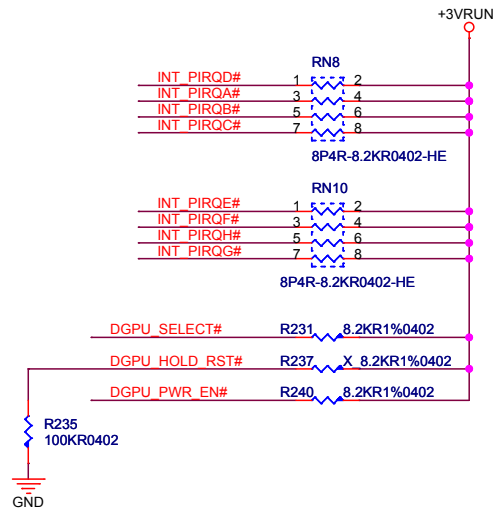 +3VRUN
RN8
INT_PIRQD# 1 2
INT_PIRQA# 3 4
INT_PIRQB# 5 6
INT_PIRQC# 7 8
8P4R-8.2KR0402-HE
RN10
INT_PIRQE# 1 2
INT_PIRQF# 3 4
INT_PIRQH# 5 6
INT_PIRQG# 7 8
8P4R-8.2KR0402-HE
DGPU_SELECT# R231 8.2KR1%0402
DGPU_HOLD_RST# R237 X_8.2KR1%0402
DGPU_PWR_EN# R240 8.2KR1%0402
R235
100KR0402
GND